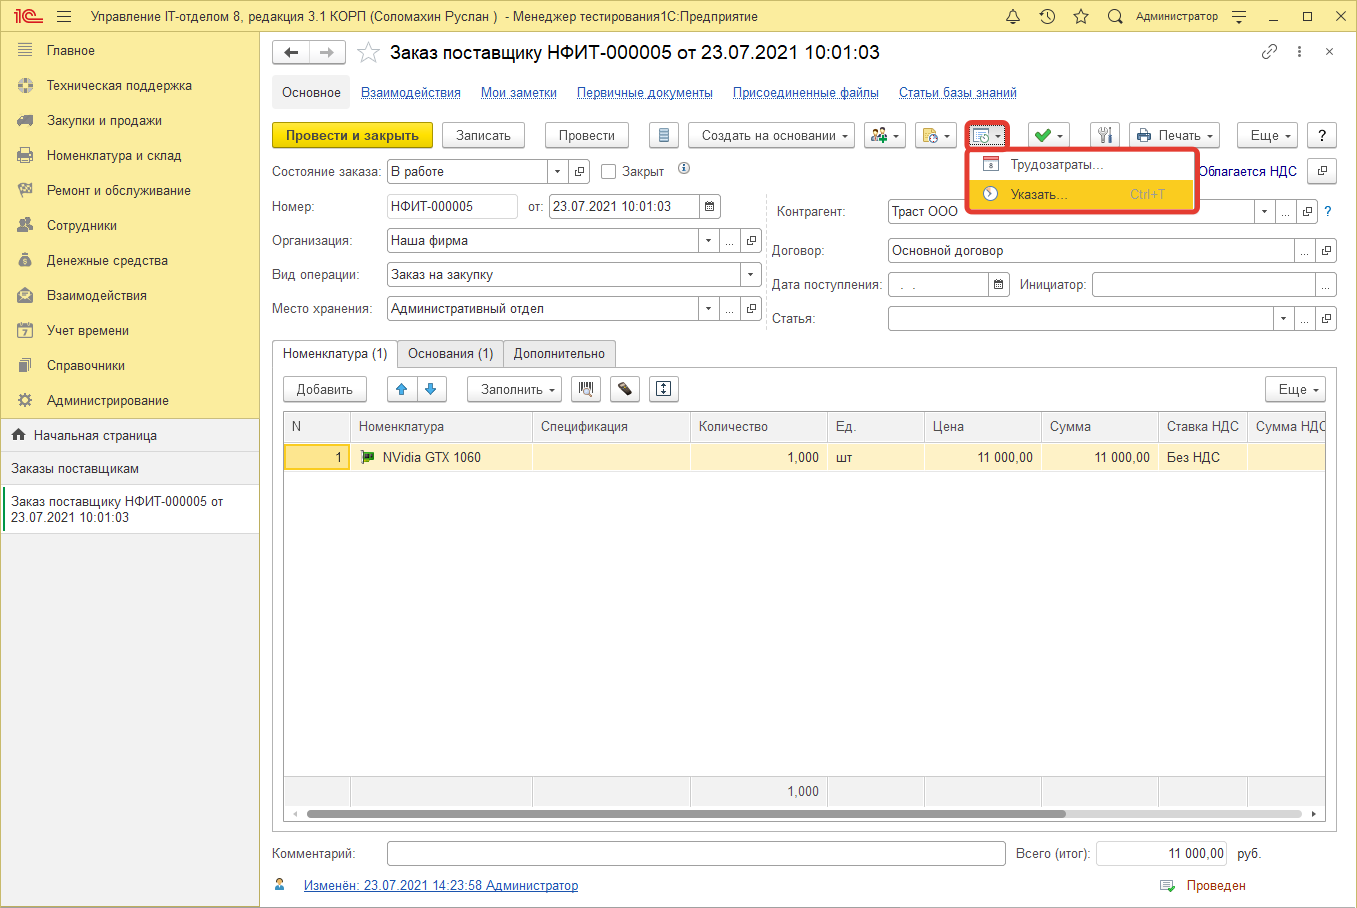 1С Управление IT-отделом 8, редакция 3.1 КОРП (Соломахин Руслан ) - Менеджер тестирования1С:Предприятие
Администратор
Главное
Техническая поддержка
Закупки и продажи
Номенклатура и склад
Ремонт и обслуживание
Сотрудники
Денежные средства
Взаимодействия
Учет времени
Справочники
Администрирование
Начальная страница
Заказы поставщикам
Заказ поставщику НФИТ-000005 от
23.07.2021 10:01:03
Заказ поставщику НФИТ-000005 от 23.07.2021 10:01:03
Основное Взаимодействия Мои заметки Первичные документы Присоединенные файлы Статьи базы знаний
Провести и закрыть Записать Провести Создать на основании Печать Еще ?
Трудозатраты...
Указать... Ctrl+T
Состояние заказа: В работе Закрыт Облагается НДС
Номер: НФИТ-000005 от: 23.07.2021 10:01:03
Контрагент: Траст ООО ... ?
Организация: Наша фирма ...
Договор: Основной договор ...
Вид операции: Заказ на закупку
Дата поступления: . . Инициатор: ...
Место хранения: Административный отдел ...
Статья: ...
Номенклатура (1) Основания (1) Дополнительно
Добавить Заполнить Еще
N Номенклатура Спецификация Количество Ед. Цена Сумма Ставка НДС Сумма НДС
1 NVidia GTX 1060 1,000 шт 11 000,00 11 000,00 Без НДС
1,000
Комментарий: Всего (итог): 11 000,00 руб.
Изменён: 23.07.2021 14:23:58 Администратор Проведен